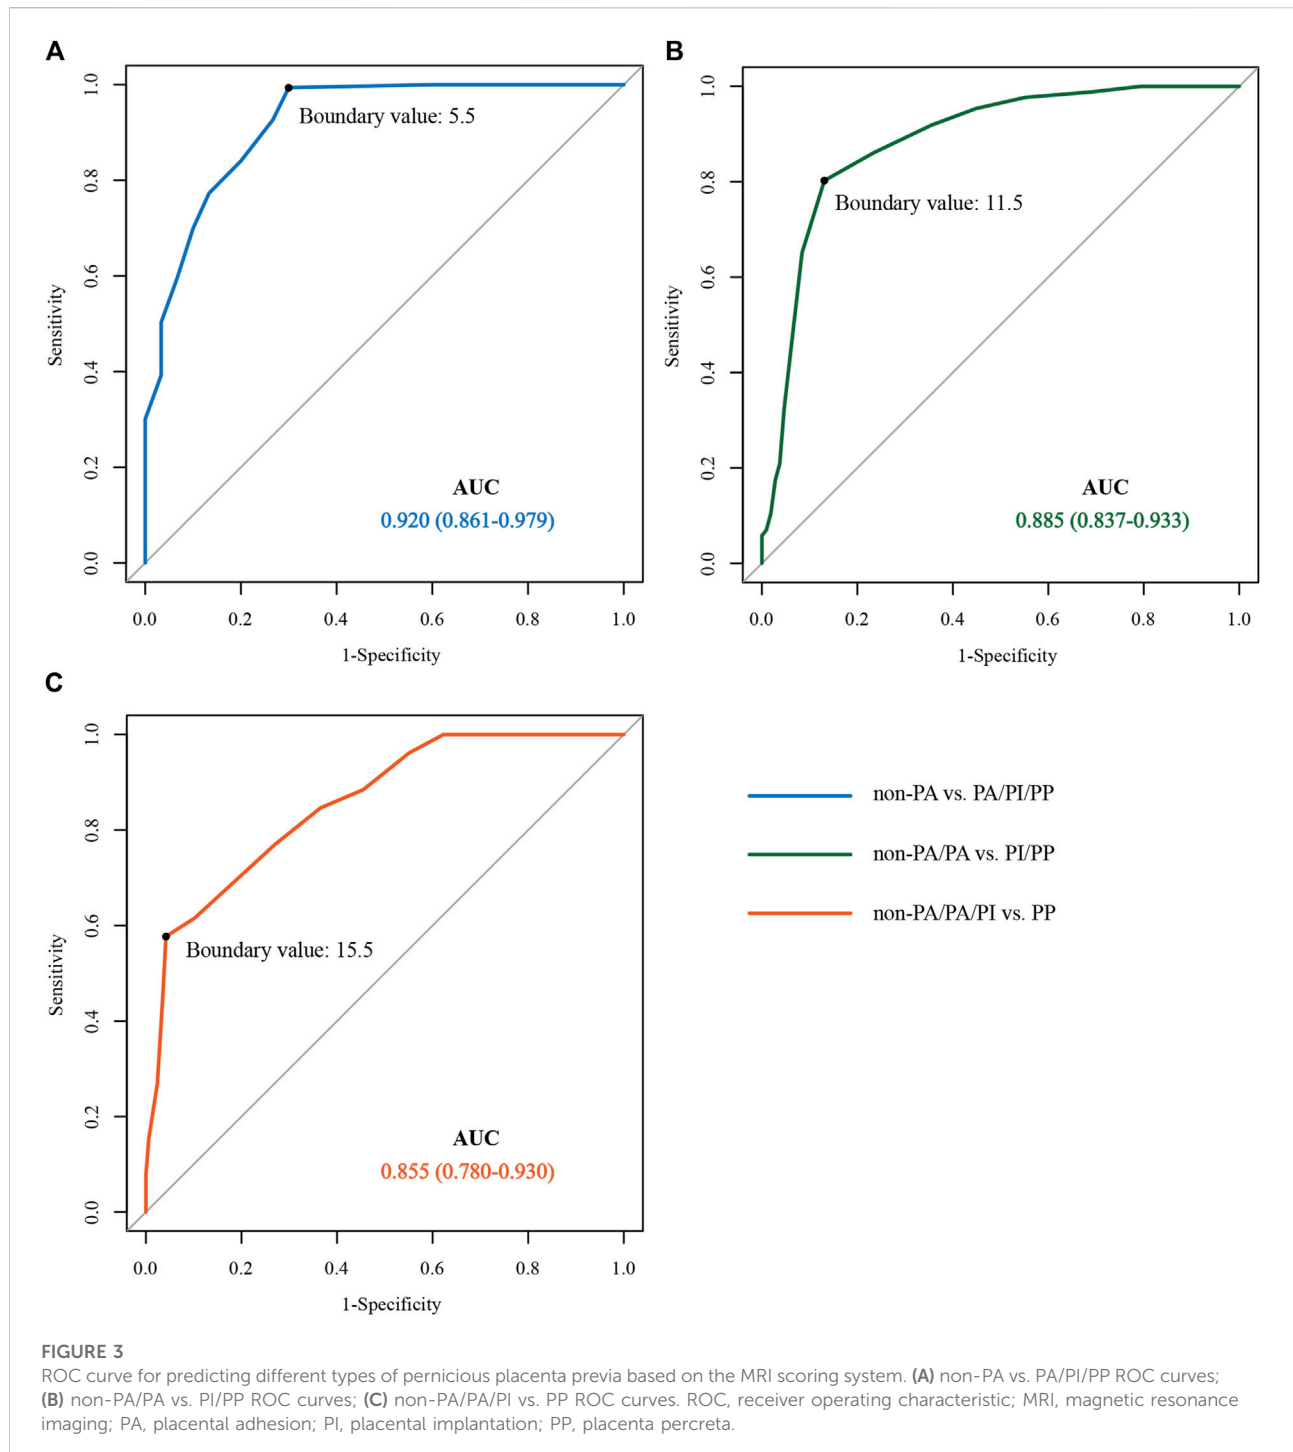 A
1.0
0.8
0.6
0.4
0.2
0.0
Sensitivity
Boundary value: 5.5
AUC
0.920 (0.861-0.979)
0.0 0.2 0.4 0.6 0.8 1.0
1-Specificity
B
1.0
0.8
0.6
0.4
0.2
0.0
Sensitivity
Boundary value: 11.5
AUC
0.885 (0.837-0.933)
0.0 0.2 0.4 0.6 0.8 1.0
1-Specificity
C
1.0
0.8
0.6
0.4
0.2
0.0
Sensitivity
Boundary value: 15.5
AUC
0.855 (0.780-0.930)
0.0 0.2 0.4 0.6 0.8 1.0
1-Specificity
non-PA vs. PA/PI/PP
non-PA/PA vs. PI/PP
non-PA/PA/PI vs. PP
FIGURE 3
ROC curve for predicting different types of pernicious placenta previa based on the MRI scoring system. (A) non-PA vs. PA/PI/PP ROC curves;
(B) non-PA/PA vs. PI/PP ROC curves; (C) non-PA/PA/PI vs. PP ROC curves. ROC, receiver operating characteristic; MRI, magnetic resonance
imaging; PA, placental adhesion; PI, placental implantation; PP, placenta percreta.